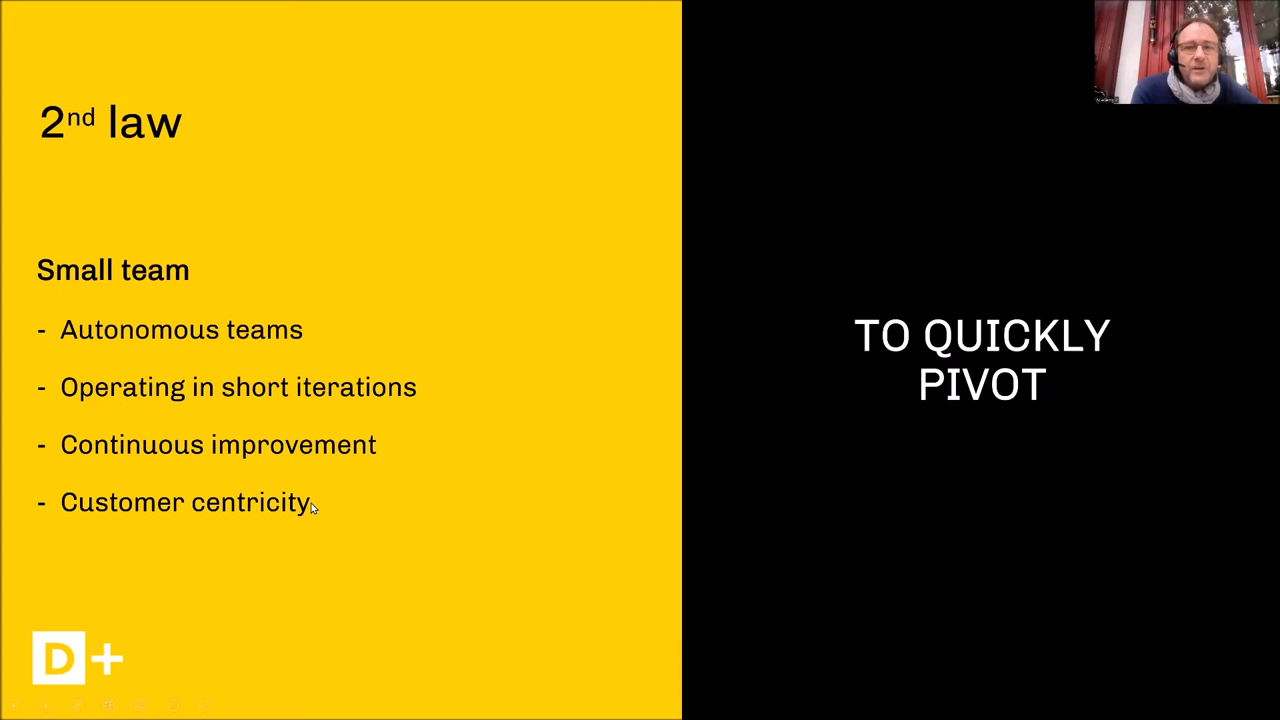 2nd law
Small team
- Autonomous teams
- Operating in short iterations
- Continuous improvement
- Customer centricity
D+
TO QUICKLY
PIVOT